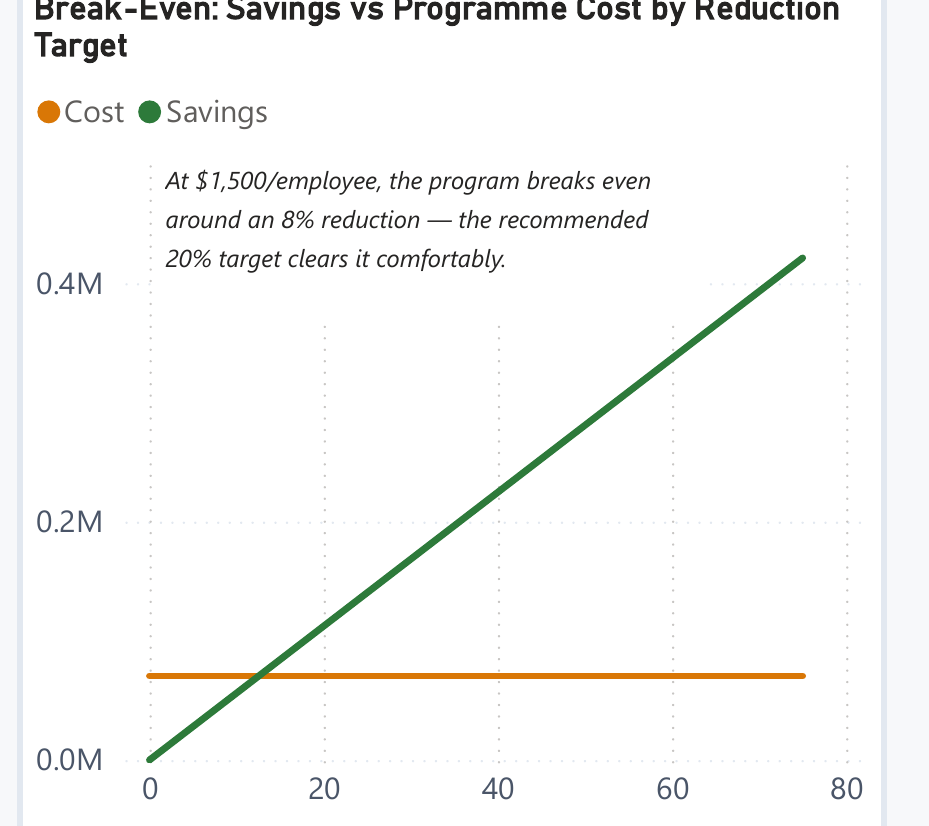 Break-Even: Savings vs Programme Cost by Reduction
Target
Cost Savings
At $1,500/employee, the program breaks even
around an 8% reduction — the recommended
20% target clears it comfortably.
0.4M
0.2M
0.0M
0 20 40 60 80